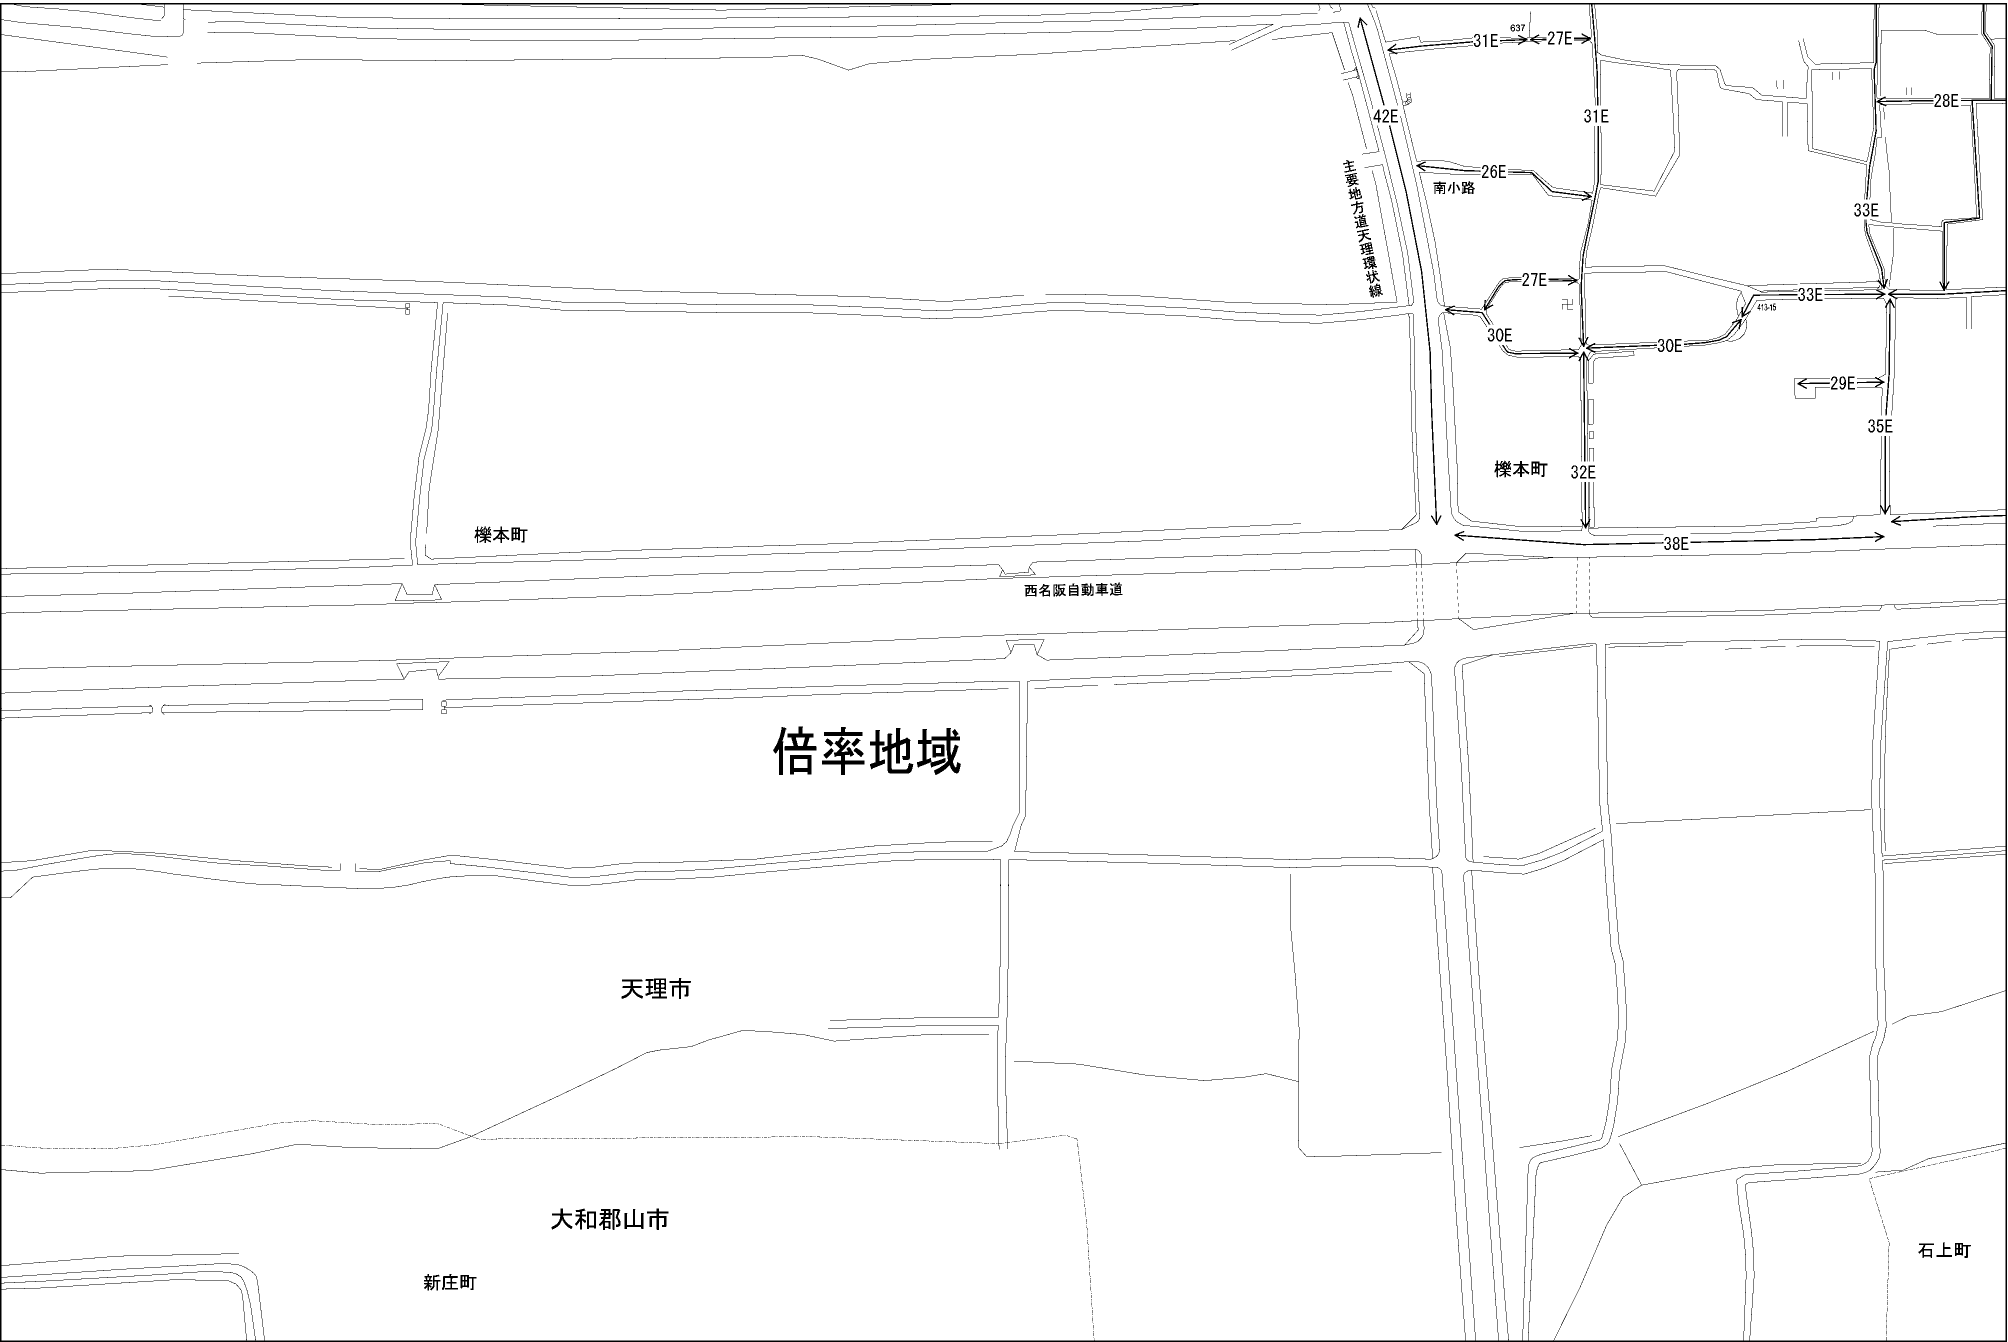 637
31E
27E
42E
31E
28E
26E
南小路
主要地方道天理環状線
33E
27E
33E
413-15
30E
30E
29E
35E
櫟本町
32E
櫟本町
38E
西名阪自動車道
倍率地域
天理市
大和郡山市
石上町
新庄町